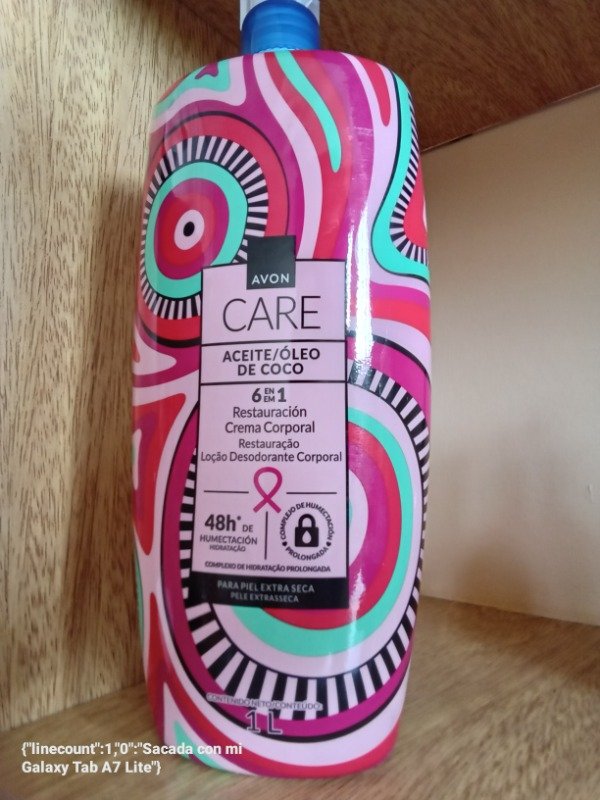 AVON
CARE
ACEITE/ÓLEO
DE COCO
6 EN EM 1
Restauración
Crema Corporal
Restauração
Loção Desodorante Corporal
48h* DE
HUMECTACIÓN
HIDRATAÇÃO
COMPLEJO DE HUMECTACIÓN
PROLONGADA
COMPLEXO DE HIDRATAÇÃO PROLONGADA
PARA PIEL EXTRA SECA
PELE EXTRASSECA
CONTENIDO NETO/CONTEÚDO:
1 L
{"linecount":1,"0":"Sacada con mi
Galaxy Tab A7 Lite"}